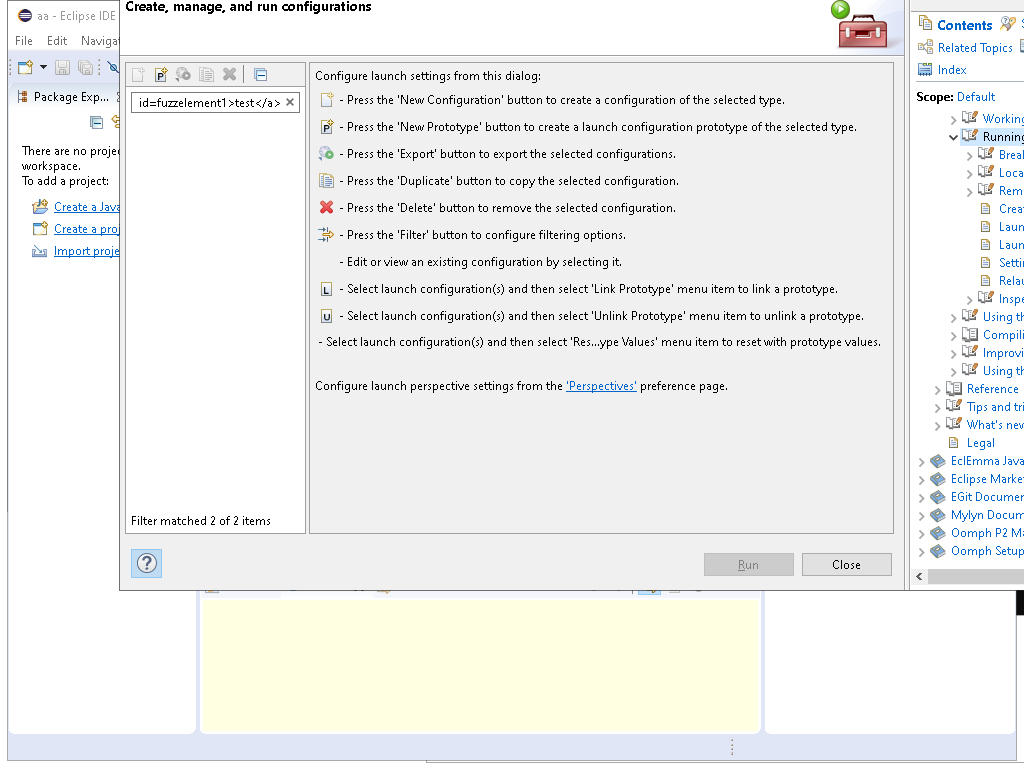 aa - Eclipse IDE
File Edit Naviga
Package Exp...
There are no proje
workspace.
To add a project:
Create a Java
Create a proj
Import proje
Create, manage, and run configurations
id=fuzzelement1>test</a>
Filter matched 2 of 2 items
Configure launch settings from this dialog:
- Press the 'New Configuration' button to create a configuration of the selected type.
- Press the 'New Prototype' button to create a launch configuration prototype of the selected type.
- Press the 'Export' button to export the selected configurations.
- Press the 'Duplicate' button to copy the selected configuration.
- Press the 'Delete' button to remove the selected configuration.
- Press the 'Filter' button to configure filtering options.
- Edit or view an existing configuration by selecting it.
L - Select launch configuration(s) and then select 'Link Prototype' menu item to link a prototype.
U - Select launch configuration(s) and then select 'Unlink Prototype' menu item to unlink a prototype.
- Select launch configuration(s) and then select 'Res...ype Values' menu item to reset with prototype values.
Configure launch perspective settings from the 'Perspectives' preference page.
Run Close
Contents
Related Topics
Index
Scope: Default
Working
Running
Break
Loca
Rem
Creat
Laun
Laun
Settin
Relau
Inspe
Using th
Compili
Improvi
Using th
Reference
Tips and tri
What's new
Legal
EclEmma Java
Eclipse Marke
EGit Documen
Mylyn Docum
Oomph P2 Ma
Oomph Setup